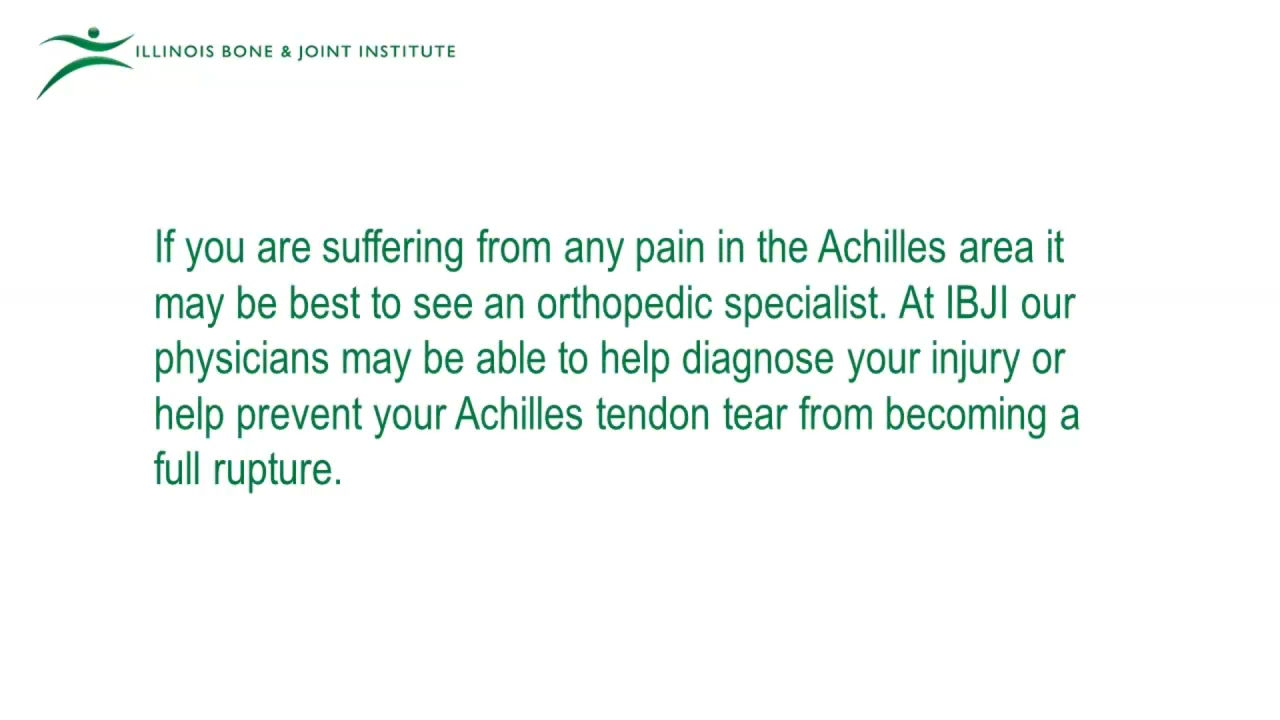 ILLINOIS BONE & JOINT INSTITUTE
If you are suffering from any pain in the Achilles area it
may be best to see an orthopedic specialist. At IBJI our
physicians may be able to help diagnose your injury or
help prevent your Achilles tendon tear from becoming a
full rupture.